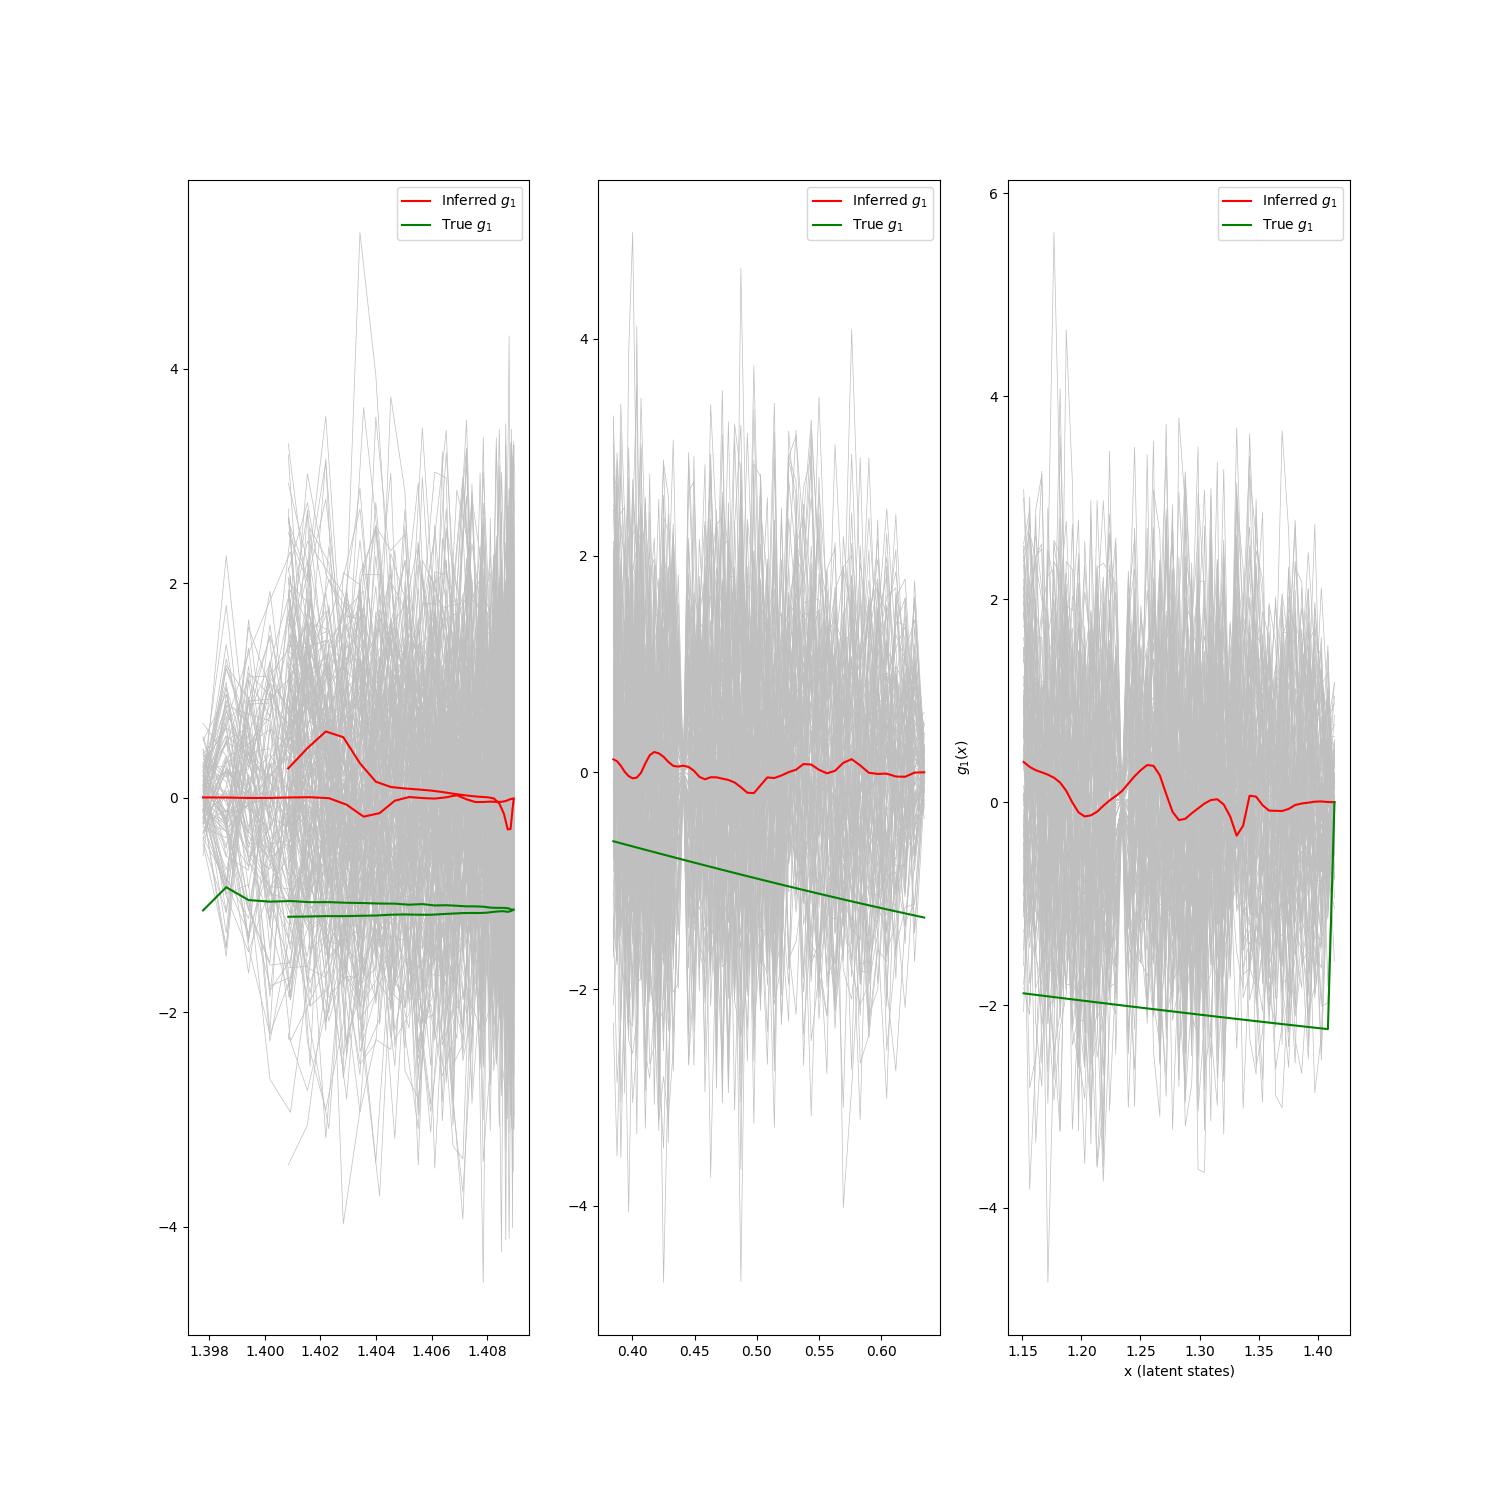 Inferred g₁
True g₁
4
2
0
−2
−4
1.398 1.400 1.402 1.404 1.406 1.408
Inferred g₁
True g₁
4
2
0
−2
−4
0.40 0.45 0.50 0.55 0.60
Inferred g₁
True g₁
6
4
2
0
−2
−4
g₁(x)
1.15 1.20 1.25 1.30 1.35 1.40
x (latent states)